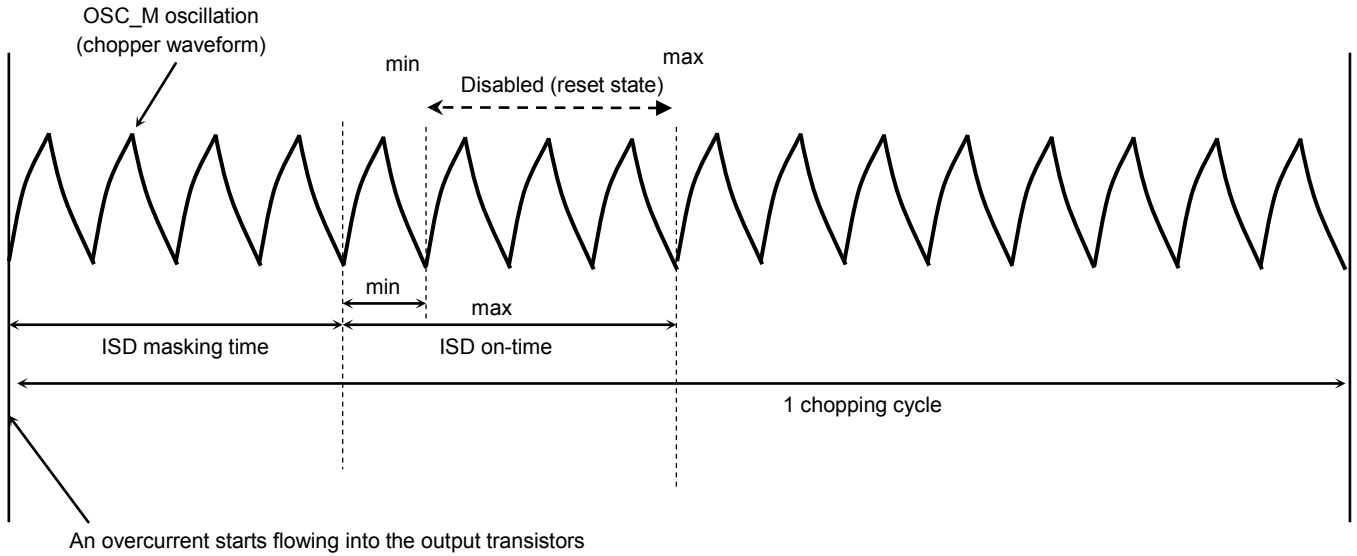 OSC_M oscillation
(chopper waveform)
min
max
Disabled (reset state)
min
max
ISD masking time
ISD on-time
1 chopping cycle
An overcurrent starts flowing into the output transistors